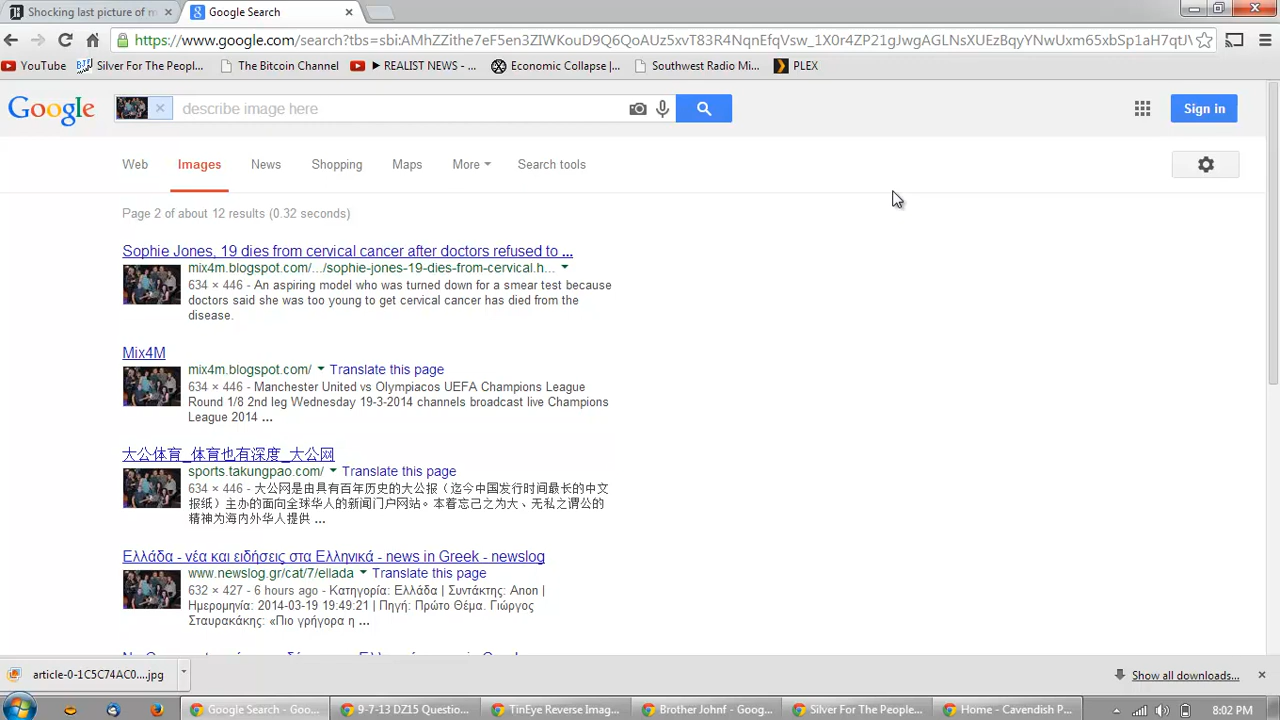 Shocking last picture of m
Google Search
https://www.google.com/search?tbs=sbi:AMhZZithe7eF5en3ZIWKouD9Q6QoAUz5xvT83R4NqnEfqVsw_1X0r4ZP21gJwgAGLNsXUEzBqyYNwUxm65xbSp1aH7qtU
YouTube
Silver For The Peopl...
The Bitcoin Channel
► REALIST NEWS - ...
Economic Collapse |...
Southwest Radio Mi...
PLEX
Google
describe image here
Sign in
Web Images News Shopping Maps More Search tools
Page 2 of about 12 results (0.32 seconds)
Sophie Jones, 19 dies from cervical cancer after doctors refused to ...
mix4m.blogspot.com/.../sophie-jones-19-dies-from-cervical.h...
634 × 446 - An aspiring model who was turned down for a smear test because
doctors said she was too young to get cervical cancer has died from the
disease.
Mix4M
mix4m.blogspot.com/ Translate this page
634 × 446 - Manchester United vs Olympiacos UEFA Champions League
Round 1/8 2nd leg Wednesday 19-3-2014 channels broadcast live Champions
League 2014 ...
大公体育_体育也有深度_大公网
sports.takungpao.com/ Translate this page
634 × 446 - 大公网是由具有百年历史的大公报（迄今中国发行时间最长的中文
报纸）主办的面向全球华人的新闻门户网站。本着忘己之为大、无私之谓公的
精神为海内外华人提供 ...
Ελλάδα - νέα και ειδήσεις στα Ελληνικά - news in Greek - newslog
www.newslog.gr/cat/7/ellada Translate this page
632 × 427 - 6 hours ago - Κατηγορία: Ελλάδα | Συντάκτης: Anon |
Ημερομηνία: 2014-03-19 19:49:21 | Πηγή: Πρώτο Θέμα. Γιώργος
Σταυρακάκης: «Πιο γρήγορα η ...
article-0-1C5C74AC0....jpg
Show all downloads...
Google Search - Goo...
9-7-13 DZ15 Questio...
TinEye Reverse Imag...
Brother Johnf - Goog...
Silver For The People...
Home - Cavendish P...
8:02 PM